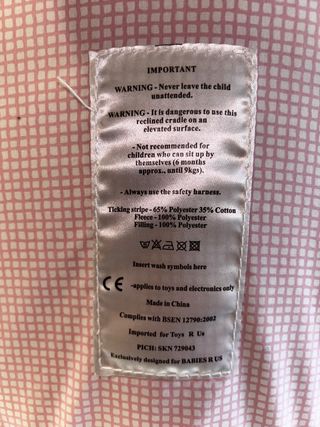 IMPORTANT
WARNING - Never leave the child
unattended.
WARNING - It is dangerous to use this
reclined cradle on an
elevated surface.
- Not recommended for
children who can sit up by
themselves (6 months
approx., until 9kgs).
- Always use the safety harness.
Ticking stripe - 65% Polyester 35% Cotton
Fleece - 100% Polyester
Filling - 100% Polyester
Insert wash symbols here
CE -applies to toys and electronics only
Made in China
Complies with BSEN 12790:2002
Imported for Toys R Us
PICH: SKN 729043
Exclusively designed for BABIES R US